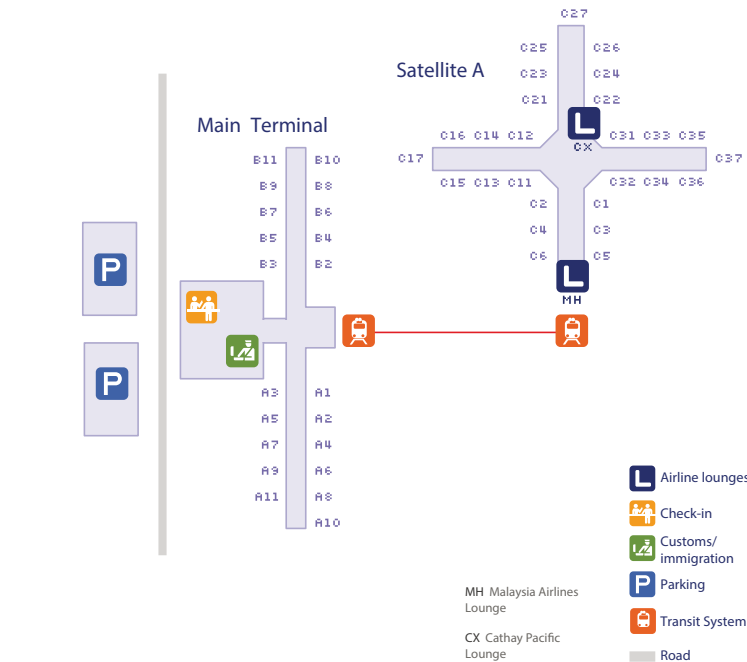 C27
C25 C26
Satellite A
C23 C24
C21 C22
L
Main Terminal
C16 C14 C12 CX C31 C33 C35
B11 B10
C17 C37
B9 B8
C15 C13 C11 C32 C34 C36
B7 B6
C2 C1
B5 B4
C4 C3
B3 B2
C6 C5
P
L
MH
P
A3 A1
A5 A2
A7 A4
A9 A6
A11 A8
A10
L Airline lounges
Check-in
Customs/
immigration
P Parking
Transit System
Road
MH Malaysia Airlines
Lounge
CX Cathay Pacific
Lounge